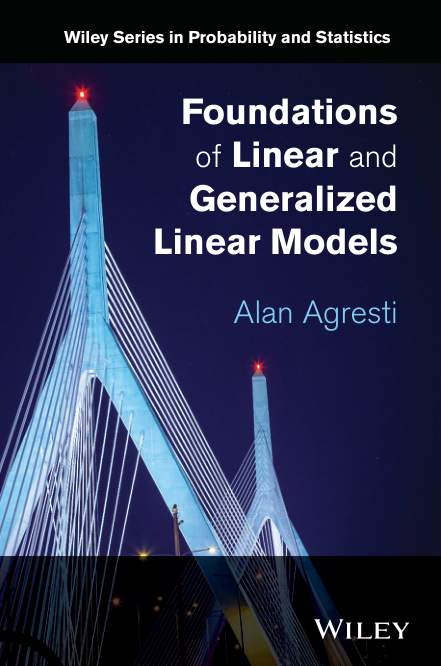 Wiley Series in Probability and Statistics
Foundations
of Linear and
Generalized
Linear Models
Alan Agresti
WILEY